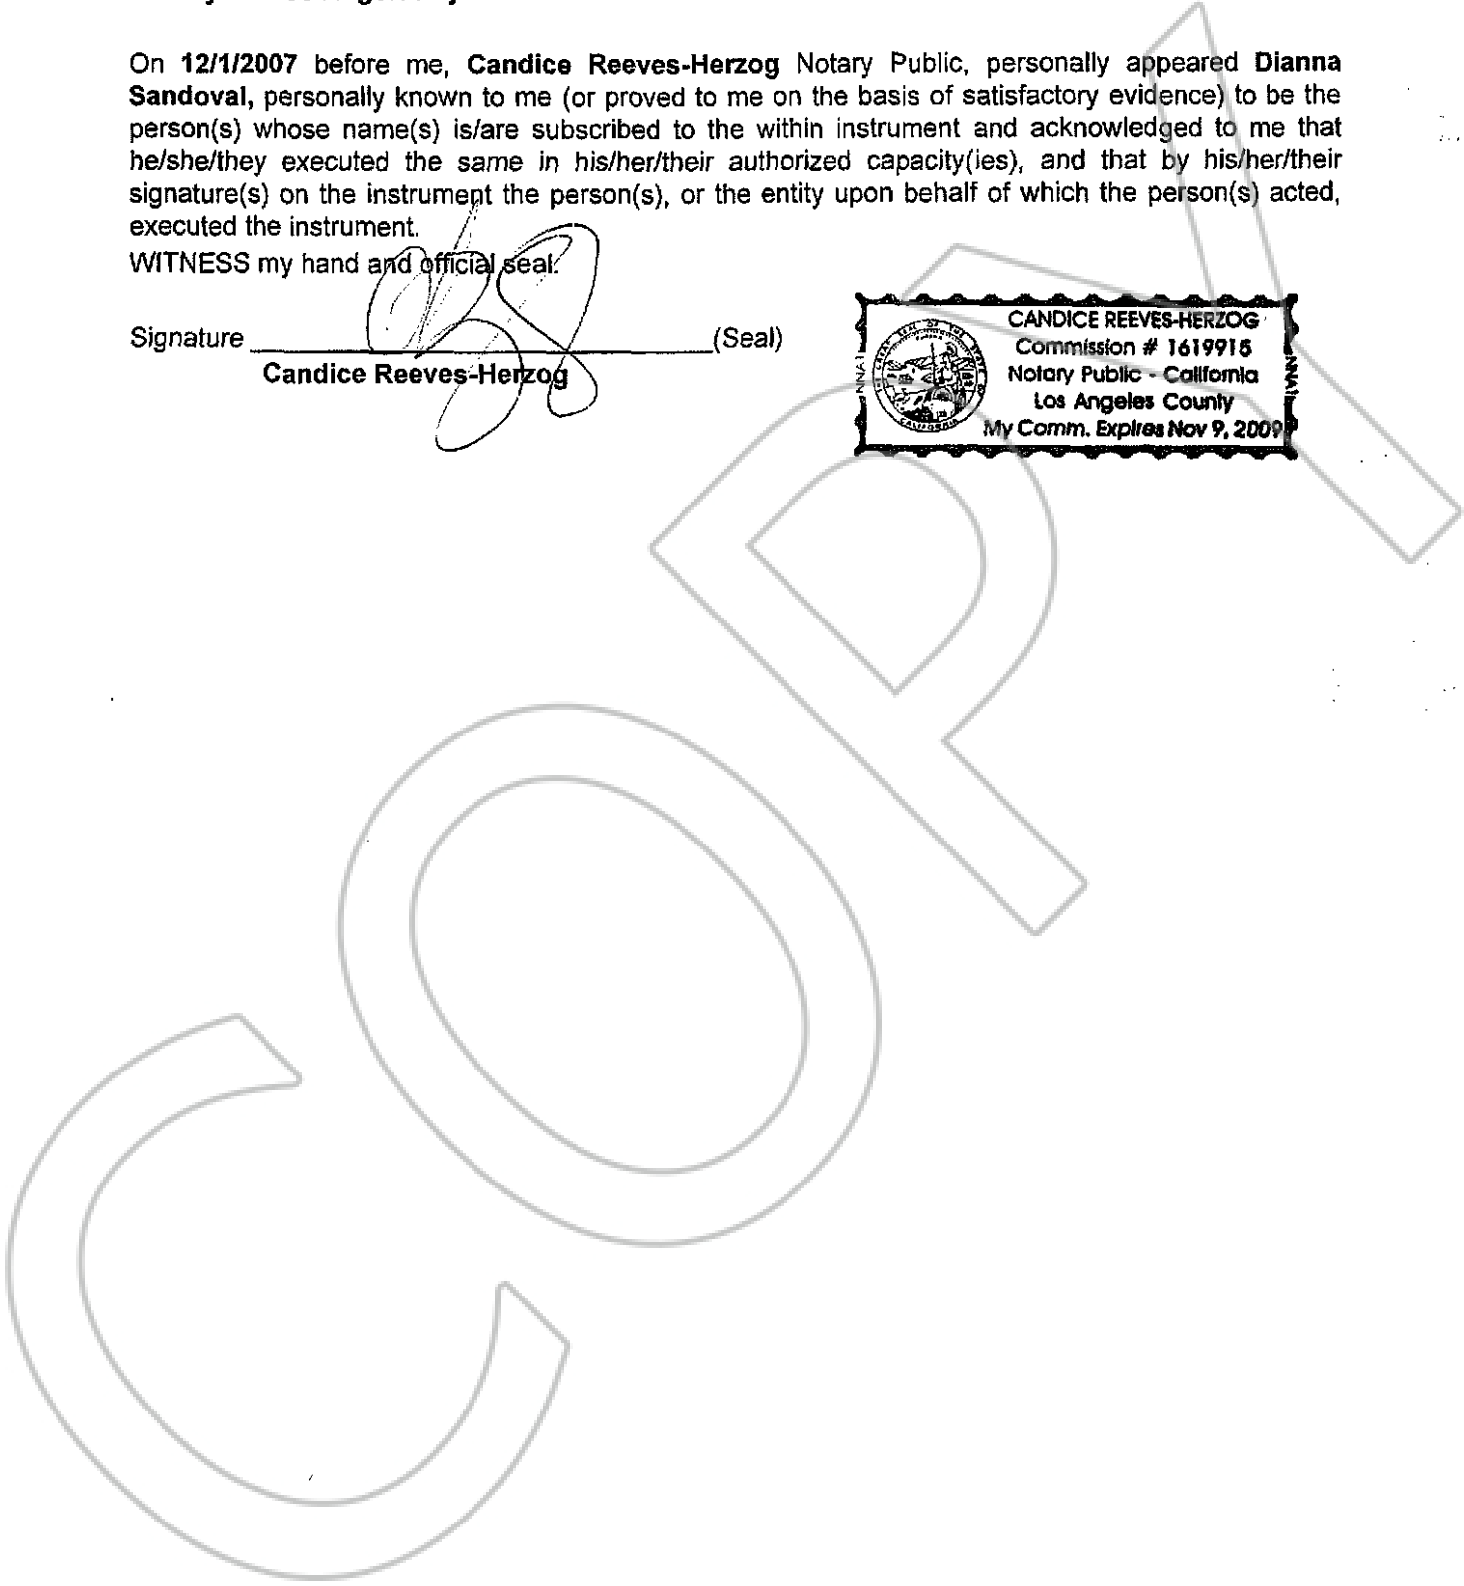 On 12/1/2007 before me, Candice Reeves-Herzog Notary Public, personally appeared Dianna
Sandoval, personally known to me (or proved to me on the basis of satisfactory evidence) to be the
person(s) whose name(s) is/are subscribed to the within instrument and acknowledged to me that
he/she/they executed the same in his/her/their authorized capacity(ies), and that by his/her/their
signature(s) on the instrument the person(s), or the entity upon behalf of which the person(s) acted,
executed the instrument.
WITNESS my hand and official seal.
Signature (Seal)
Candice Reeves-Herzog
CANDICE REEVES-HERZOG
Commission # 1619915
Notary Public - California
Los Angeles County
My Comm. Expires Nov 9, 2009
COPY